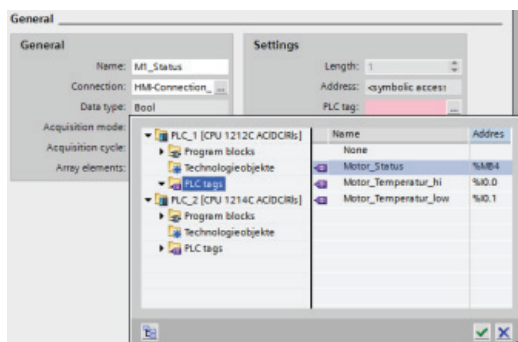 General
General
Name: M1_Status
Connection: HMI-Connection_ ...
Data type: Bool
Acquisition mode:
Acquisition cycle:
Array elements:
Settings
Length: 1
Address: <symbolic access>
PLC tag: ...
PLC_1 [CPU 1212C AC/DC/Rls]
Program blocks
Technologieobjekte
PLC tags
PLC_2 [CPU 1214C AC/DC/Rls]
Program blocks
Technologieobjekte
PLC tags
Name Addres
None
Motor_Status %MB4
Motor_Temperatur_hi %I0.0
Motor_Temperatur_low %I0.1